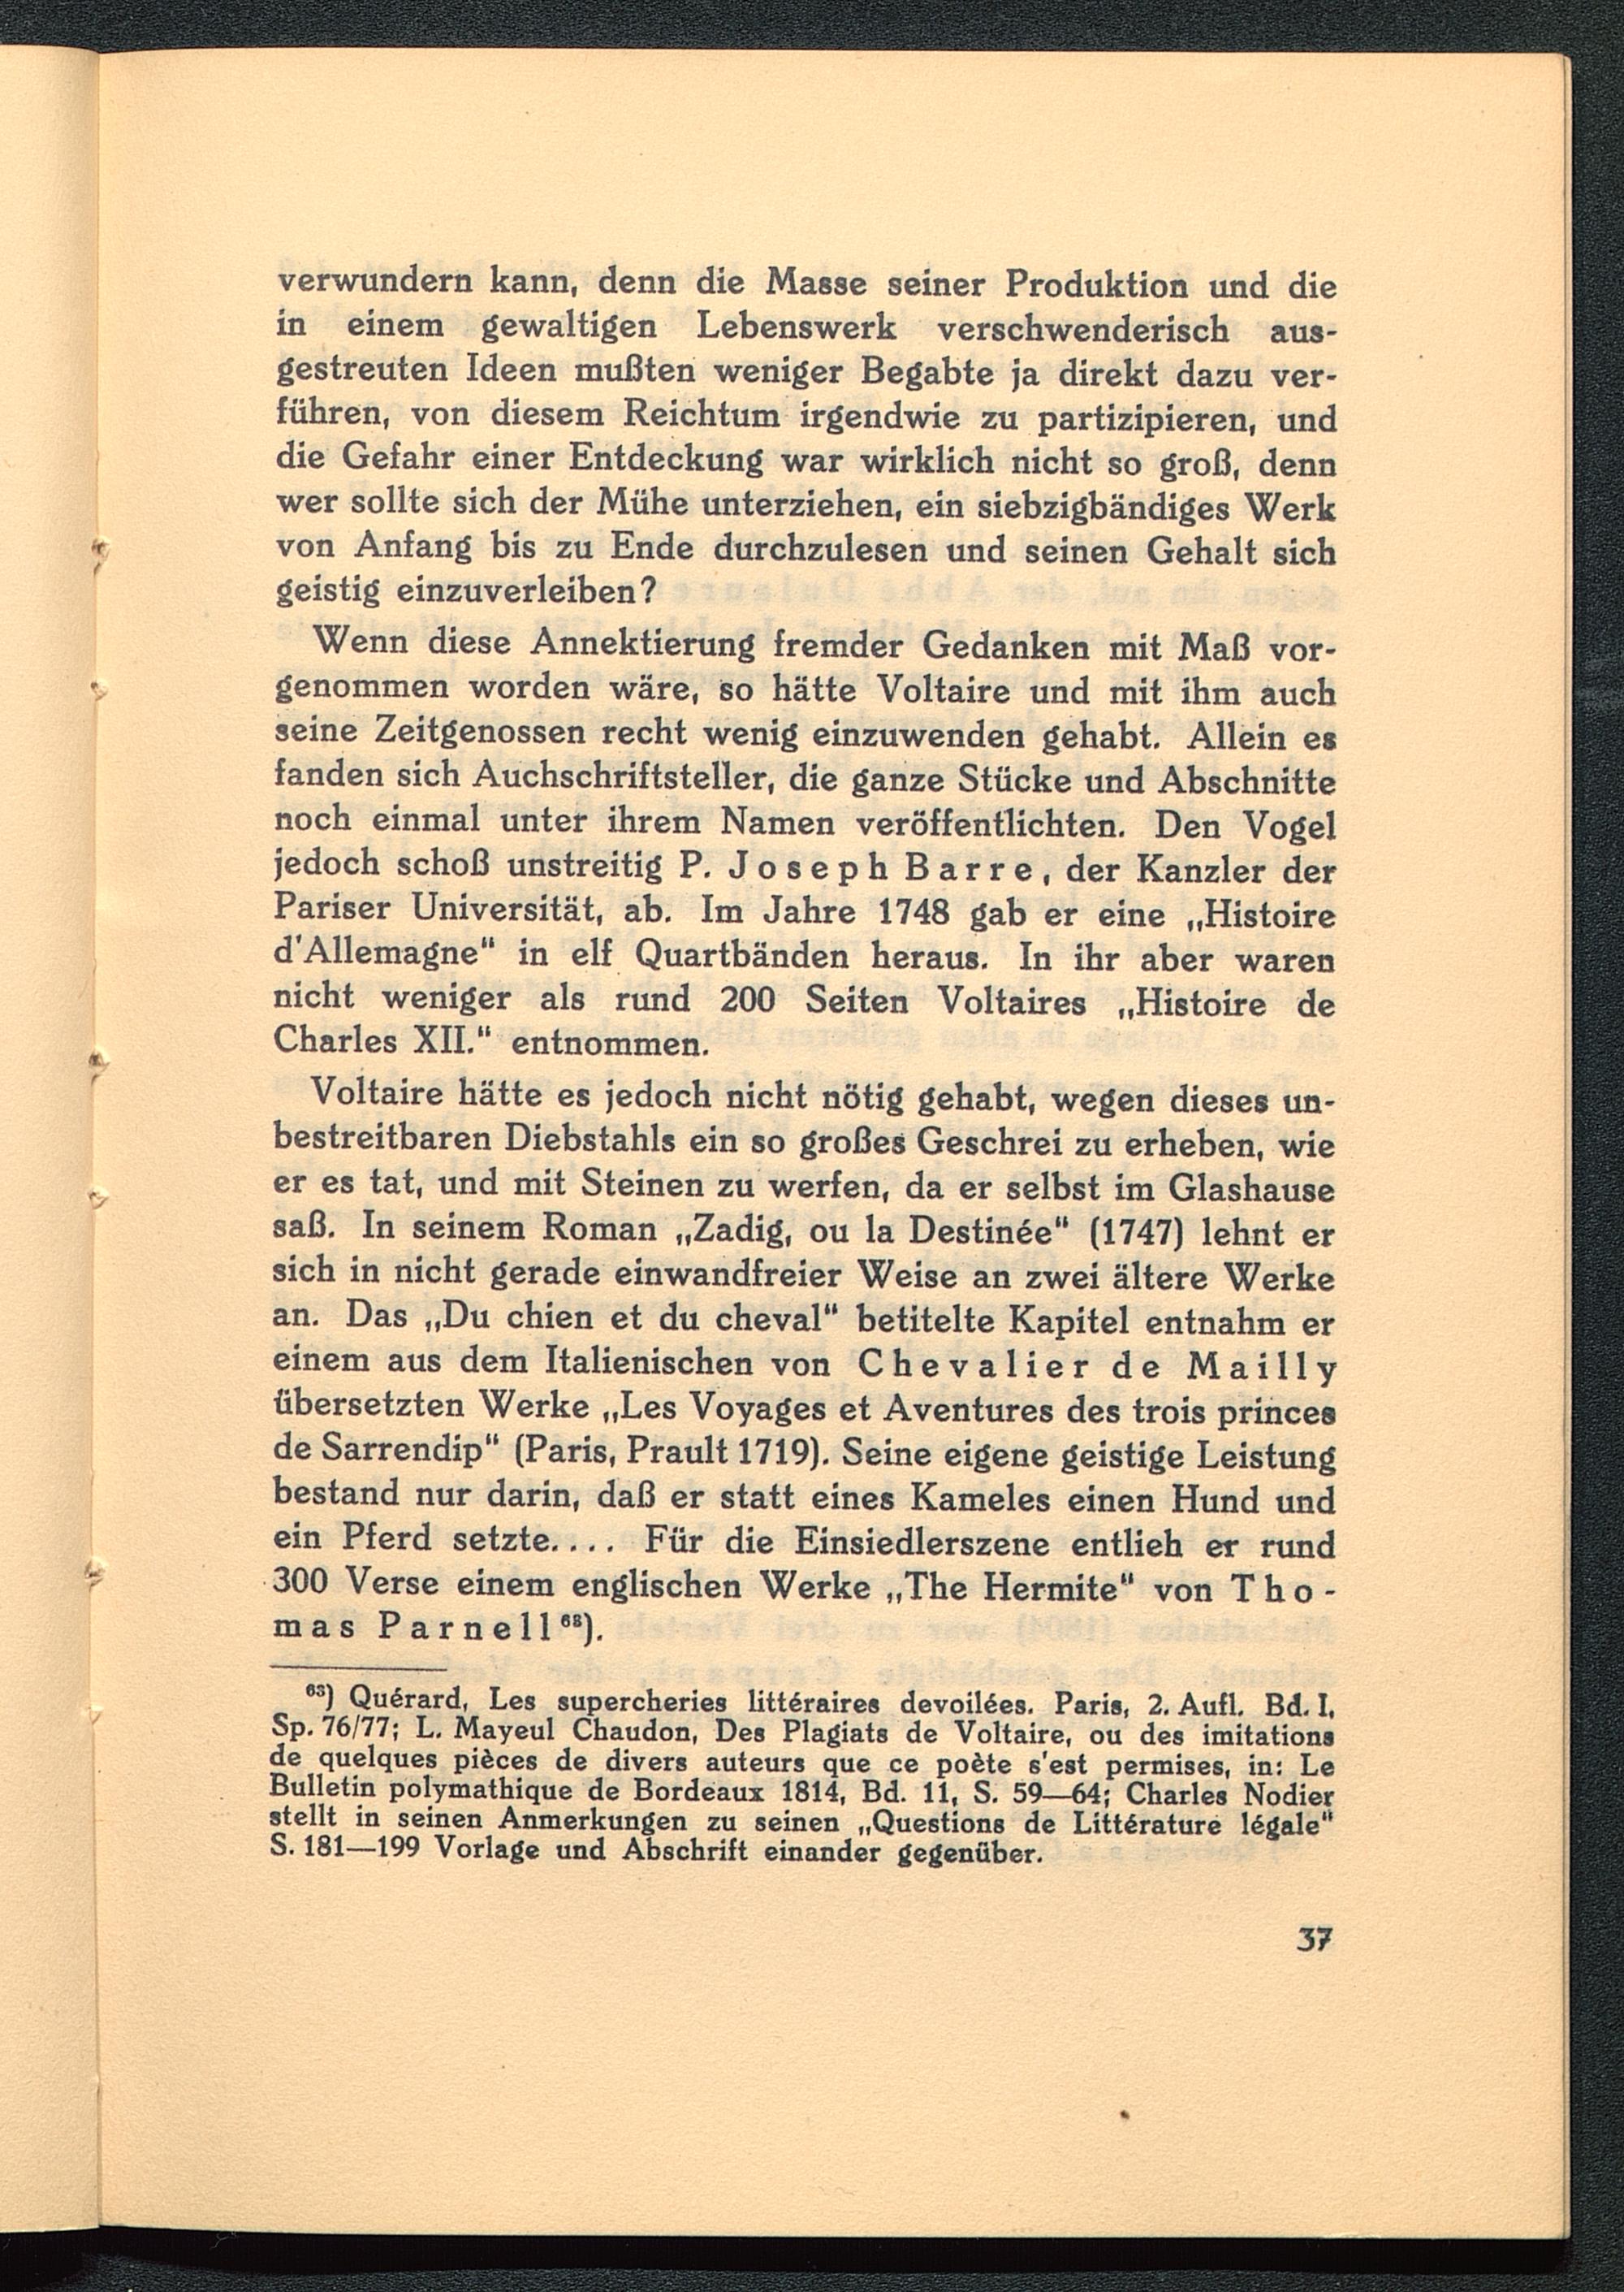 verwundern kann, denn die Masse seiner Produktion und die
in einem gewaltigen Lebenswerk verschwenderisch aus-
gestreuten Ideen mußten weniger Begabte ja direkt dazu ver-
führen, von diesem Reichtum irgendwie zu partizipieren, und
die Gefahr einer Entdeckung war wirklich nicht so groß, denn
wer sollte sich der Mühe unterziehen, ein siebzigbändiges Werk
von Anfang bis zu Ende durchzulesen und seinen Gehalt sich
geistig einzuverleiben?
Wenn diese Annektierung fremder Gedanken mit Maß vor-
genommen worden wäre, so hätte Voltaire und mit ihm auch
seine Zeitgenossen recht wenig einzuwenden gehabt. Allein es
fanden sich Auchschriftsteller, die ganze Stücke und Abschnitte
noch einmal unter ihrem Namen veröffentlichten. Den Vogel
jedoch schoß unstreitig P. Joseph Barre, der Kanzler der
Pariser Universität, ab. Im Jahre 1748 gab er eine „Histoire
d'Allemagne“ in elf Quartbänden heraus. In ihr aber waren
nicht weniger als rund 200 Seiten Voltaires „Histoire de
Charles XII.“ entnommen.
Voltaire hätte es jedoch nicht nötig gehabt, wegen dieses un-
bestreitbaren Diebstahls ein so großes Geschrei zu erheben, wie
er es tat, und mit Steinen zu werfen, da er selbst im Glashause
saß. In seinem Roman „Zadig, ou la Destinée“ (1747) lehnt er
sich in nicht gerade einwandfreier Weise an zwei ältere Werke
an. Das „Du chien et du cheval“ betitelte Kapitel entnahm er
einem aus dem Italienischen von Chevalier de Mailly
übersetzten Werke „Les Voyages et Aventures des trois princes
de Sarrendip“ (Paris, Prault 1719). Seine eigene geistige Leistung
bestand nur darin, daß er statt eines Kameles einen Hund und
ein Pferd setzte.... Für die Einsiedlerszene entlieh er rund
300 Verse einem englischen Werke „The Hermite“ von Tho-
mas Parnell⁶³).
⁶³) Quérard, Les supercheries littéraires devoilées. Paris, 2. Aufl. Bd. I,
Sp. 76/77; L. Mayeul Chaudon, Des Plagiats de Voltaire, ou des imitations
de quelques pièces de divers auteurs que ce poète s'est permises, in: Le
Bulletin polymathique de Bordeaux 1814, Bd. 11, S. 59—64; Charles Nodier
stellt in seinen Anmerkungen zu seinen „Questions de Littérature légale“
S. 181—199 Vorlage und Abschrift einander gegenüber.
37